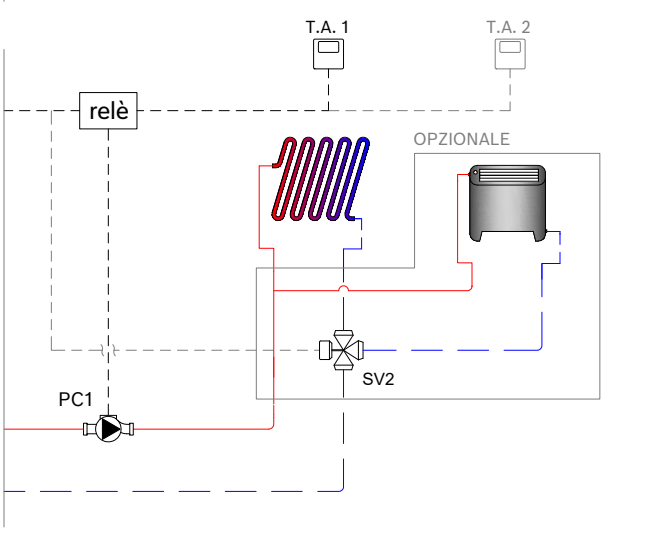 T.A. 1
T.A. 2
relè
OPZIONALE
SV2
PC1